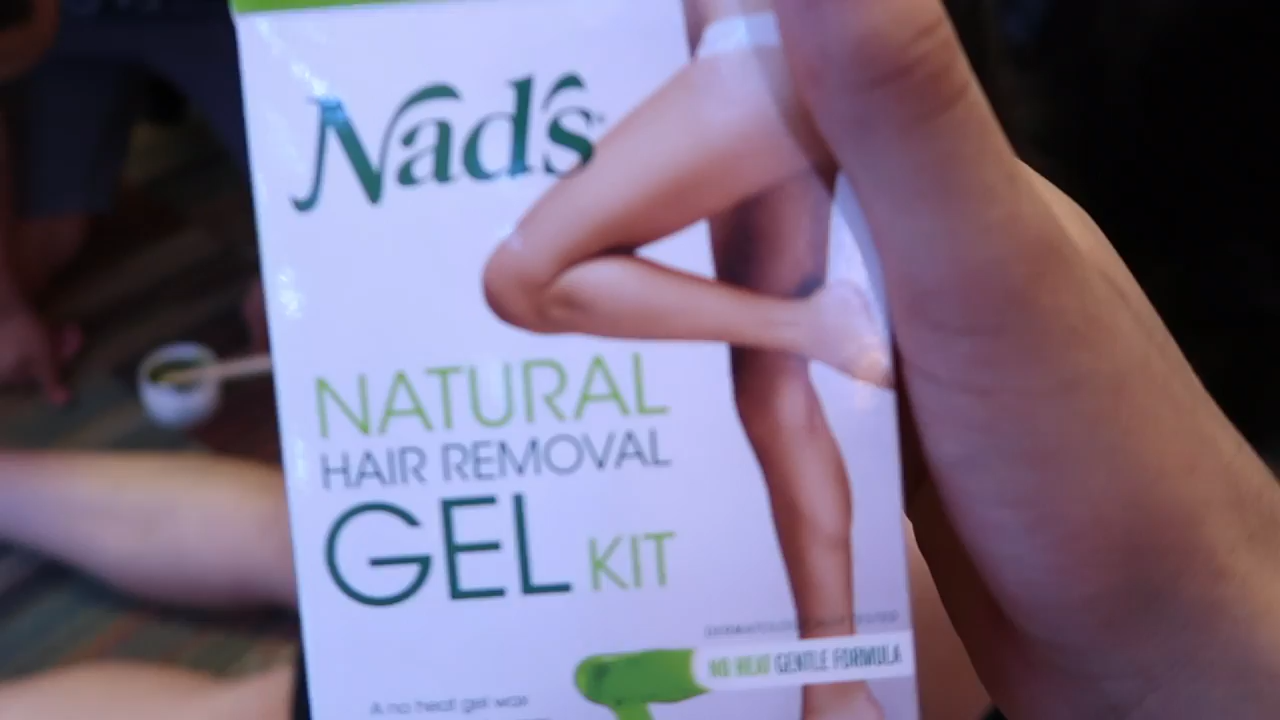 Nad's
NATURAL
HAIR REMOVAL
GEL KIT
NO HEAT GENTLE FORMULA
A no heat gel wax